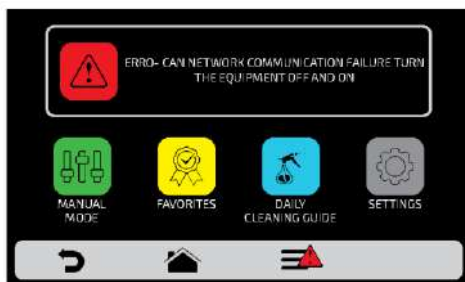 ERRO- CAN NETWORK COMMUNICATION FAILURE TURN
THE EQUIPMENT OFF AND ON
MANUAL
MODE
FAVORITES
DAILY
CLEANING GUIDE
SETTINGS